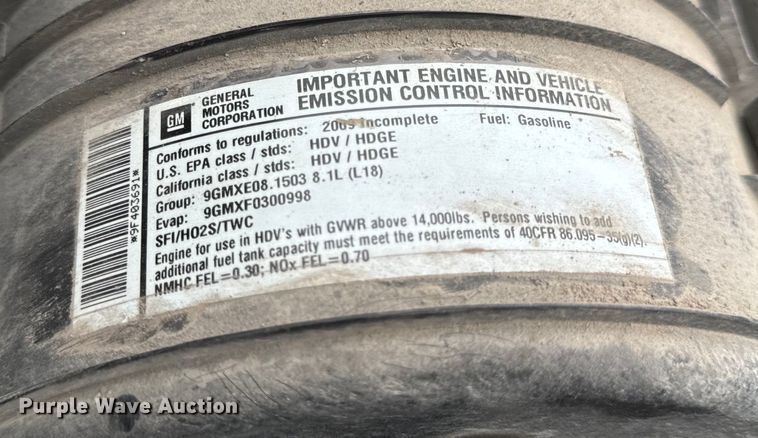 GM
GENERAL
MOTORS
CORPORATION
IMPORTANT ENGINE AND VEHICLE
EMISSION CONTROL INFORMATION
Conforms to regulations: 2009 incomplete Fuel: Gasoline
U.S. EPA class / stds: HDV / HDGE
California class / stds: HDV / HDGE
Group: 9GMXE08.1503 8.1L (L18)
Evap: 9GMXF0300998
SFI/HO2S/TWC
Engine for use in HDV's with GVWR above 14,000lbs. Persons wishing to add
additional fuel tank capacity must meet the requirements of 40CFR 86.095-35(g)(2).
NMHC FEL=0.30; NOx FEL=0.70
*9F403691*
Purple Wave Auction